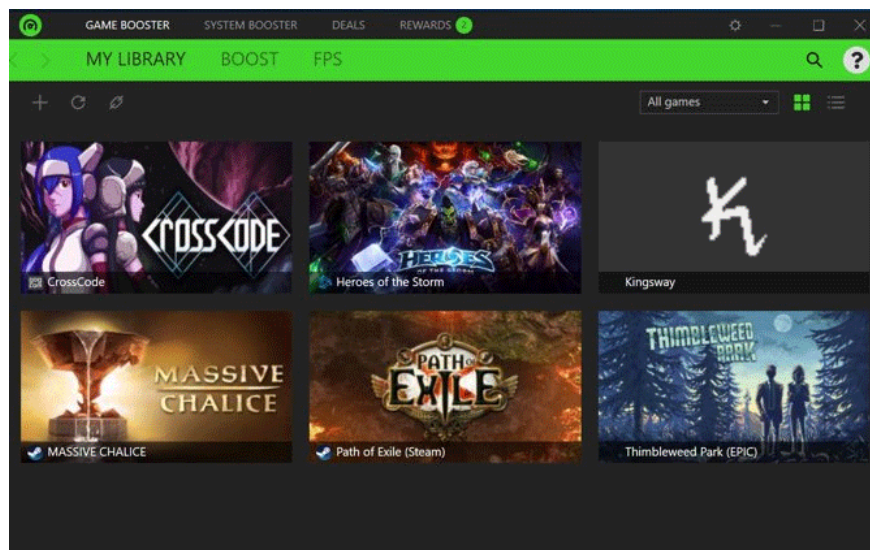 GAME BOOSTER SYSTEM BOOSTER DEALS REWARDS 2
MY LIBRARY BOOST FPS ?
All games
CROSSCODE
CrossCode
HEROES
OF THE STORM
Heroes of the Storm
Kingsway
MASSIVE
CHALICE
MASSIVE CHALICE
PATH OF
EXILE
Path of Exile (Steam)
THIMBLEWEED
PARK
Thimbleweed Park (EPIC)